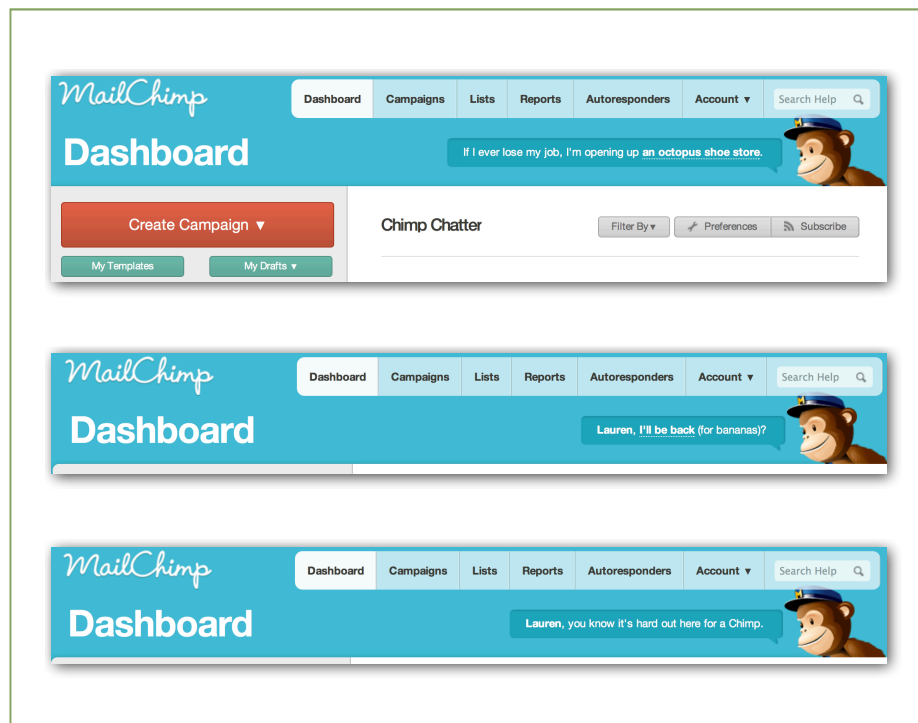 MailChimp
Dashboard Campaigns Lists Reports Autoresponders Account ▼ Search Help
Dashboard
If I ever lose my job, I'm opening up an octopus shoe store.
Create Campaign ▼
Chimp Chatter
Filter By ▾ Preferences Subscribe
My Templates My Drafts ▾
MailChimp
Dashboard Campaigns Lists Reports Autoresponders Account ▼ Search Help
Dashboard
Lauren, I'll be back (for bananas)?
MailChimp
Dashboard Campaigns Lists Reports Autoresponders Account ▼ Search Help
Dashboard
Lauren, you know it's hard out here for a Chimp.